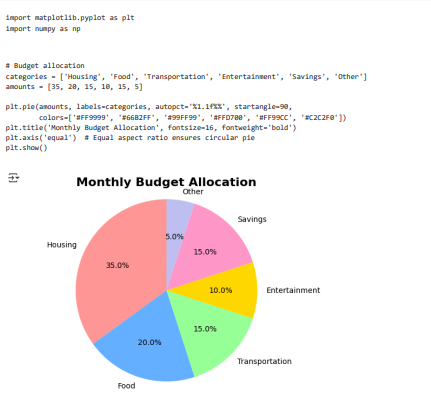 import matplotlib.pyplot as plt
import numpy as np
# Budget allocation
categories = ['Housing', 'Food', 'Transportation', 'Entertainment', 'Savings', 'Other']
amounts = [35, 20, 15, 10, 15, 5]
plt.pie(amounts, labels=categories, autopct='%1.1f%%', startangle=90,
colors=['#FF9999', '#66B2FF', '#99FF99', '#FFD700', '#FF99CC', '#C2C2F0'])
plt.title('Monthly Budget Allocation', fontsize=16, fontweight='bold')
plt.axis('equal')  # Equal aspect ratio ensures circular pie
plt.show()
Monthly Budget Allocation
Other
Savings
Housing
5.0%
15.0%
35.0%
10.0%
Entertainment
15.0%
20.0%
Transportation
Food